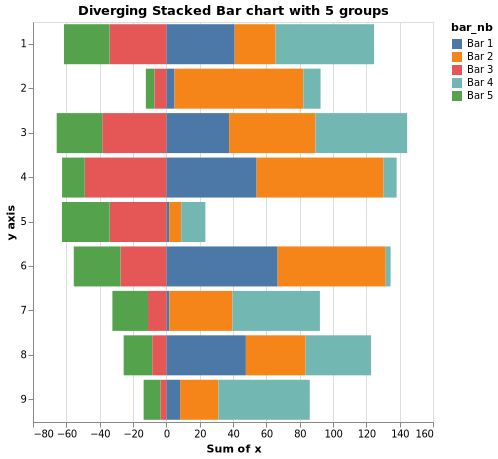 Diverging Stacked Bar chart with 5 groups
bar_nb
Bar 1
Bar 2
Bar 3
Bar 4
Bar 5
y axis
1
2
3
4
5
6
7
8
9
−80 −60 −40 −20 0 20 40 60 80 100 120 140 160
Sum of x